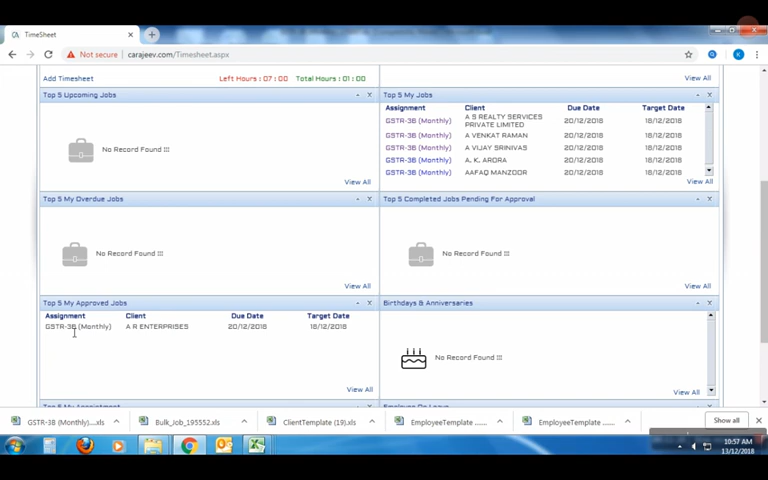 TimeSheet
Not secure | carajeev.com/Timesheet.aspx
Add Timesheet Left Hours : 07 : 00 Total Hours : 01 : 00 View All
Top 5 Upcoming Jobs
No Record Found !!!
View All
Top 5 My Jobs
Assignment Client Due Date Target Date
GSTR-3B (Monthly) A S REALTY SERVICES PRIVATE LIMITED 20/12/2018 18/12/2018
GSTR-3B (Monthly) A VENKAT RAMAN 20/12/2018 18/12/2018
GSTR-3B (Monthly) A VIJAY SRINIVAS 20/12/2018 18/12/2018
GSTR-3B (Monthly) A. K. ARORA 20/12/2018 18/12/2018
GSTR-3B (Monthly) AAFAQ MANZOOR 20/12/2018 18/12/2018
View All
Top 5 My Overdue Jobs
No Record Found !!!
View All
Top 5 Completed Jobs Pending For Approval
No Record Found !!!
View All
Top 5 My Approved Jobs
Assignment Client Due Date Target Date
GSTR-3B (Monthly) A R ENTERPRISES 20/12/2018 18/12/2018
View All
Birthdays & Anniversaries
No Record Found !!!
View All
Top 5 My Appointment
Employee On Leave
GSTR-3B (Monthly)....xls
Bulk_Job_195552.xls
ClientTemplate (19).xls
EmployeeTemplate ......
EmployeeTemplate ......
Show all
10:57 AM
13/12/2018